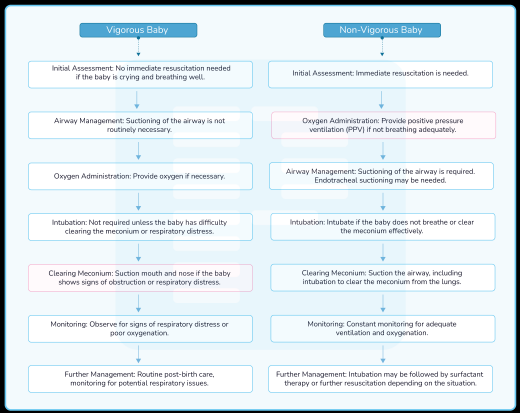 Vigorous Baby
Initial Assessment: No immediate resuscitation needed
if the baby is crying and breathing well.
Airway Management: Suctioning of the airway is not
routinely necessary.
Oxygen Administration: Provide oxygen if necessary.
Intubation: Not required unless the baby has difficulty
clearing the meconium or respiratory distress.
Clearing Meconium: Suction mouth and nose if the baby
shows signs of obstruction or respiratory distress.
Monitoring: Observe for signs of respiratory distress or
poor oxygenation.
Further Management: Routine post-birth care,
monitoring for potential respiratory issues.
Non-Vigorous Baby
Initial Assessment: Immediate resuscitation is needed.
Oxygen Administration: Provide positive pressure
ventilation (PPV) if not breathing adequately.
Airway Management: Suctioning of the airway is required.
Endotracheal suctioning may be needed.
Intubation: Intubate if the baby does not breathe or clear
the meconium effectively.
Clearing Meconium: Suction the airway, including
intubation to clear the meconium from the lungs.
Monitoring: Constant monitoring for adequate
ventilation and oxygenation.
Further Management: Intubation may be followed by surfactant
therapy or further resuscitation depending on the situation.